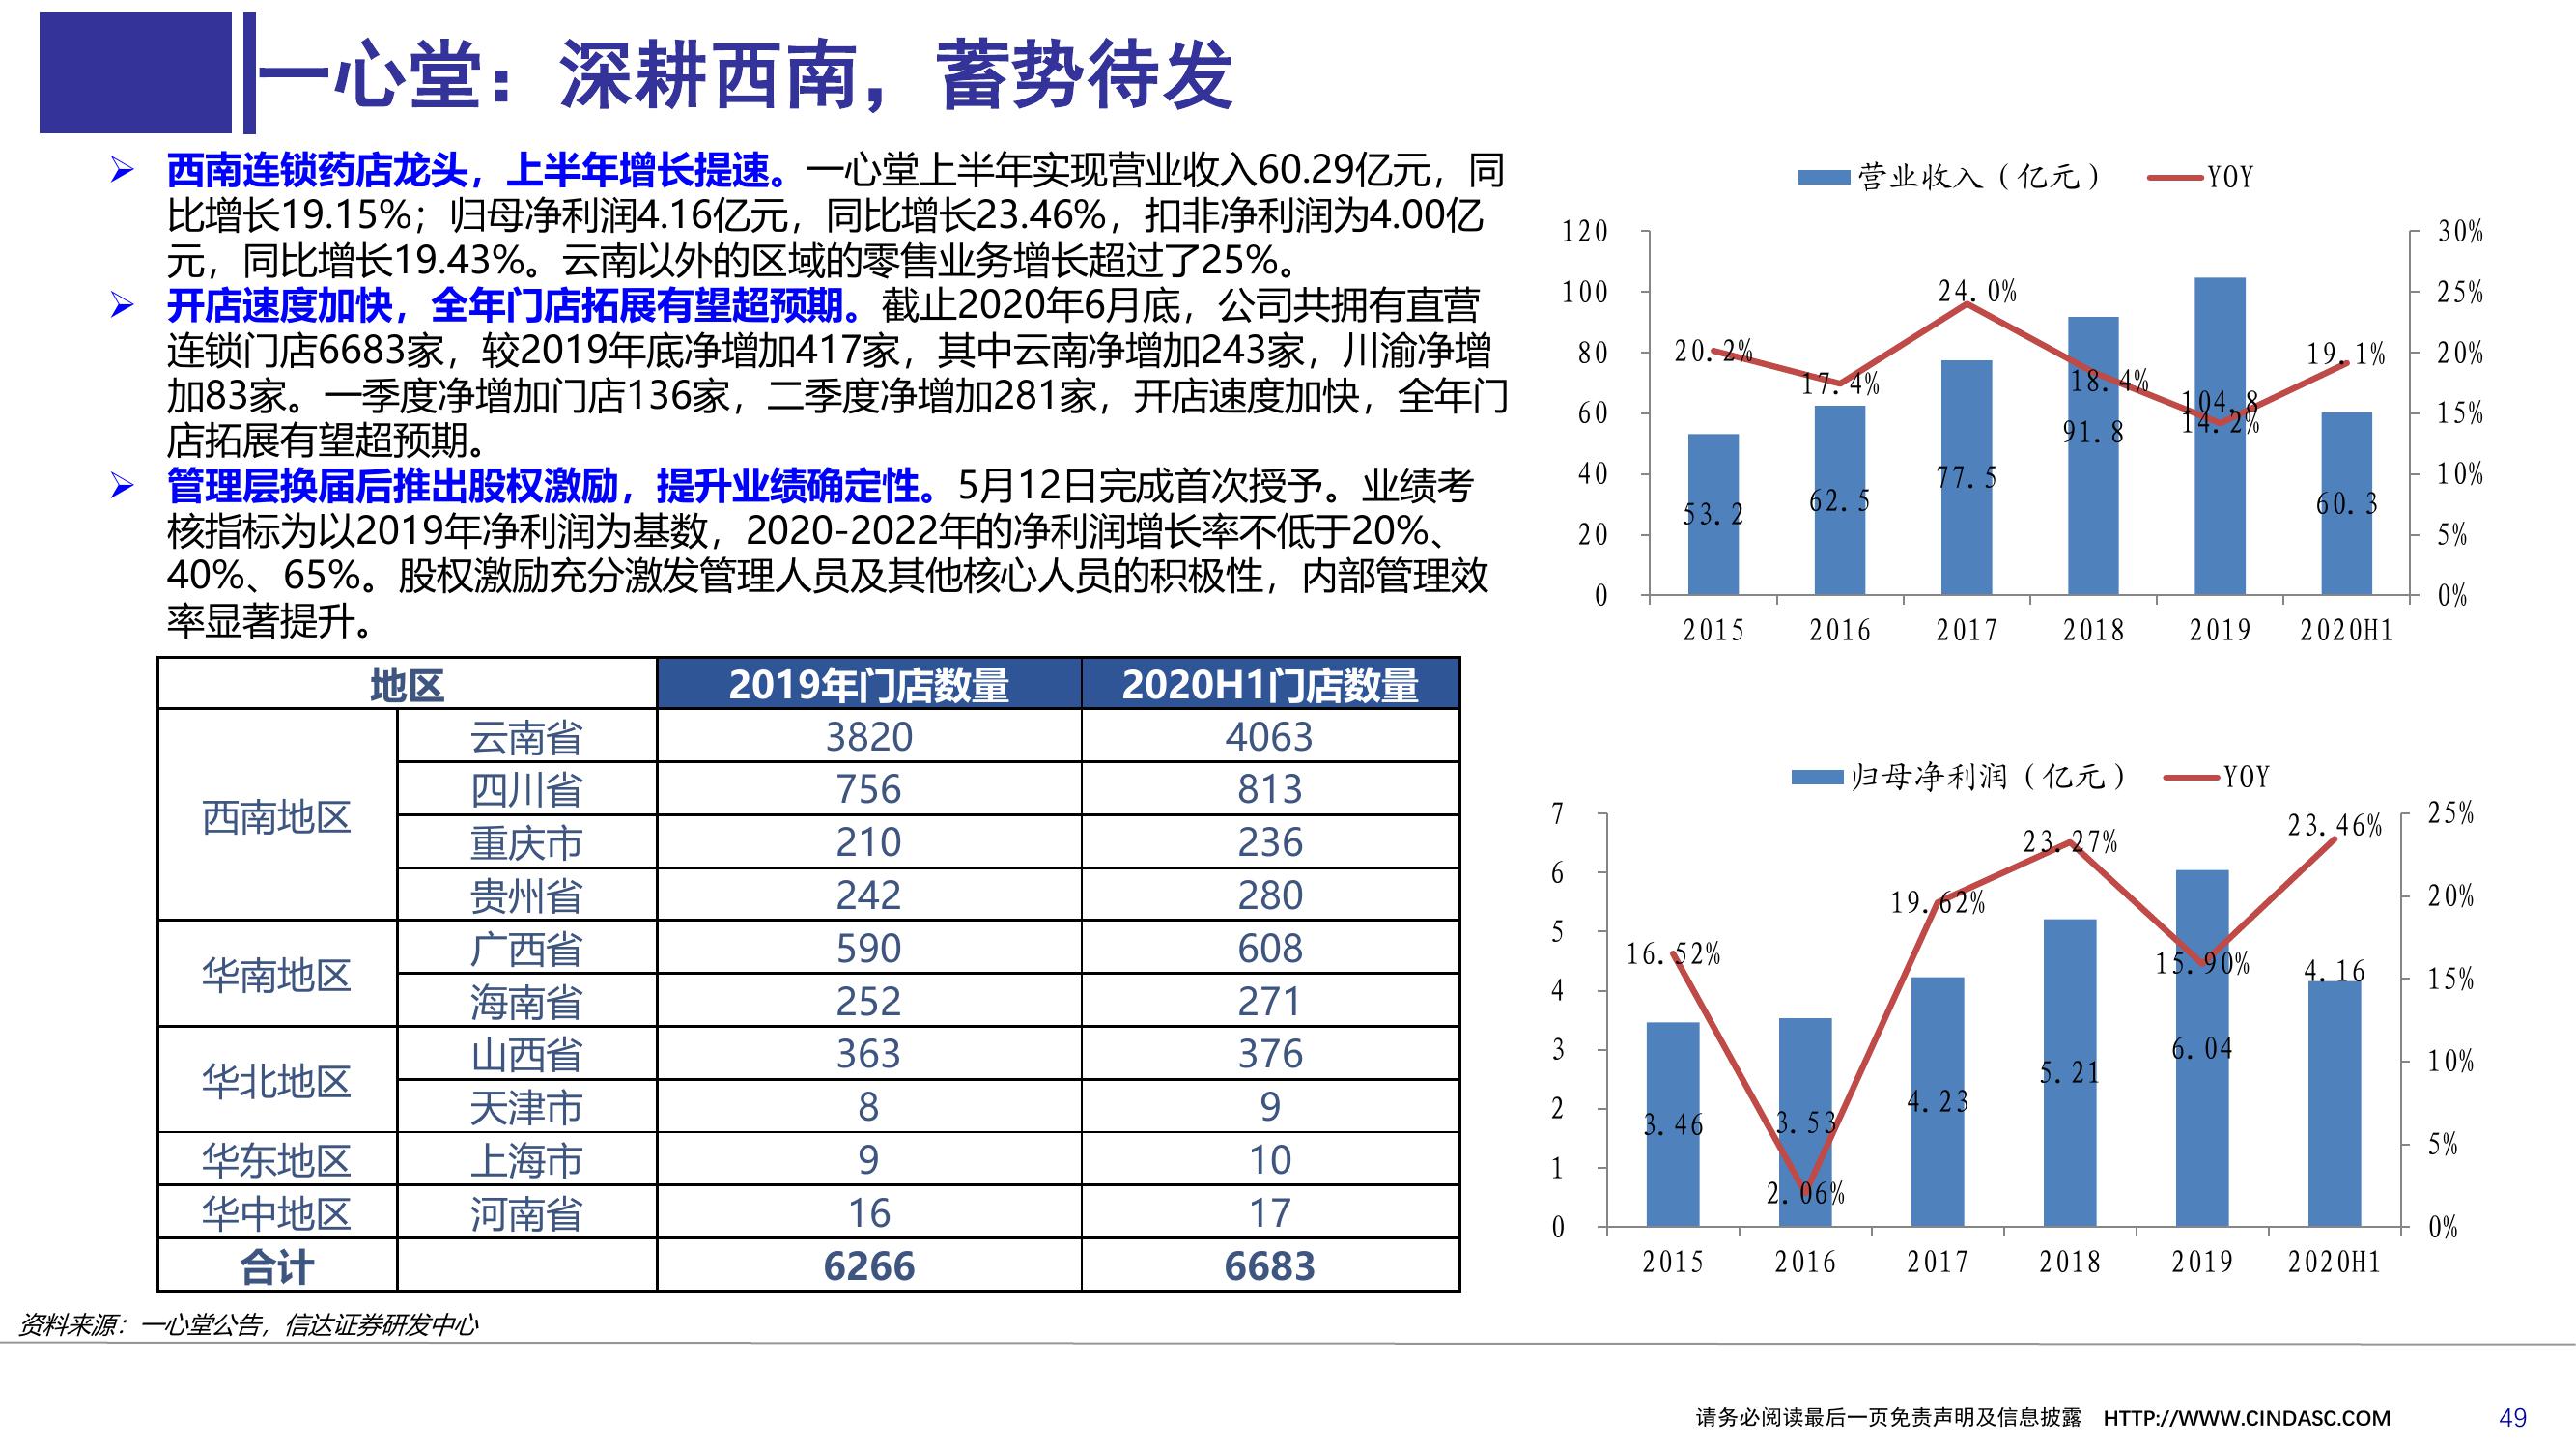 一心堂：深耕西南，蓄势待发
➢ 西南连锁药店龙头，上半年增长提速。一心堂上半年实现营业收入60.29亿元，同
比增长19.15%；归母净利润4.16亿元，同比增长23.46%，扣非净利润为4.00亿
元，同比增长19.43%。云南以外的区域的零售业务增长超过了25%。
➢ 开店速度加快，全年门店拓展有望超预期。截止2020年6月底，公司共拥有直营
连锁门店6683家，较2019年底净增加417家，其中云南净增加243家，川渝净增
加83家。一季度净增加门店136家，二季度净增加281家，开店速度加快，全年门
店拓展有望超预期。
➢ 管理层换届后推出股权激励，提升业绩确定性。5月12日完成首次授予。业绩考
核指标为以2019年净利润为基数，2020-2022年的净利润增长率不低于20%、
40%、65%。股权激励充分激发管理人员及其他核心人员的积极性，内部管理效
率显著提升。
地区 2019年门店数量 2020H1门店数量
西南地区 云南省 3820 4063
四川省 756 813
重庆市 210 236
贵州省 242 280
华南地区 广西省 590 608
海南省 252 271
华北地区 山西省 363 376
天津市 8 9
华东地区 上海市 9 10
华中地区 河南省 16 17
合计 6266 6683
资料来源：一心堂公告，信达证券研发中心
营业收入（亿元） YOY
120 30%
100 25%
80 20%
60 15%
40 10%
20 5%
0 0%
20.2% 17.4% 24.0% 18.4% 14.2% 19.1%
53.2 62.5 77.5 91.8 104.8 60.3
2015 2016 2017 2018 2019 2020H1
归母净利润（亿元） YOY
7 25%
6 20%
5 15%
4 10%
3 5%
2 0%
1
0
16.52% 2.06% 19.62% 23.27% 15.90% 23.46%
3.46 3.53 4.23 5.21 6.04 4.16
2015 2016 2017 2018 2019 2020H1
请务必阅读最后一页免责声明及信息披露 HTTP://WWW.CINDASC.COM 49